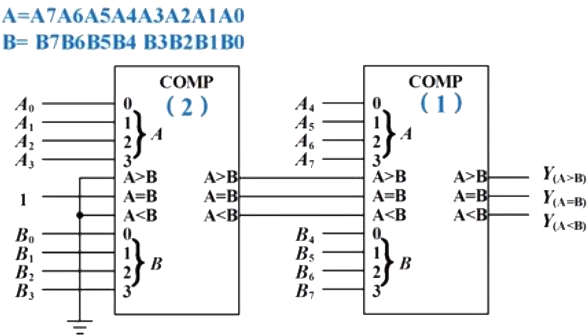 A=A7A6A5A4A3A2A1A0
B= B7B6B5B4 B3B2B1B0
COMP
（2）
A₀ 0
A₁ 1
A
A₂ 2
A₃ 3
A>B A>B
1 A=B A=B
A<B A<B
B₀ 0
B₁ 1
B
B₂ 2
B₃ 3
COMP
（1）
A₄ 0
A₅ 1
A
A₆ 2
A₇ 3
A>B A>B Y(A>B)
A=B A=B Y(A=B)
A<B A<B Y(A<B)
B₄ 0
B₅ 1
B
B₆ 2
B₇ 3